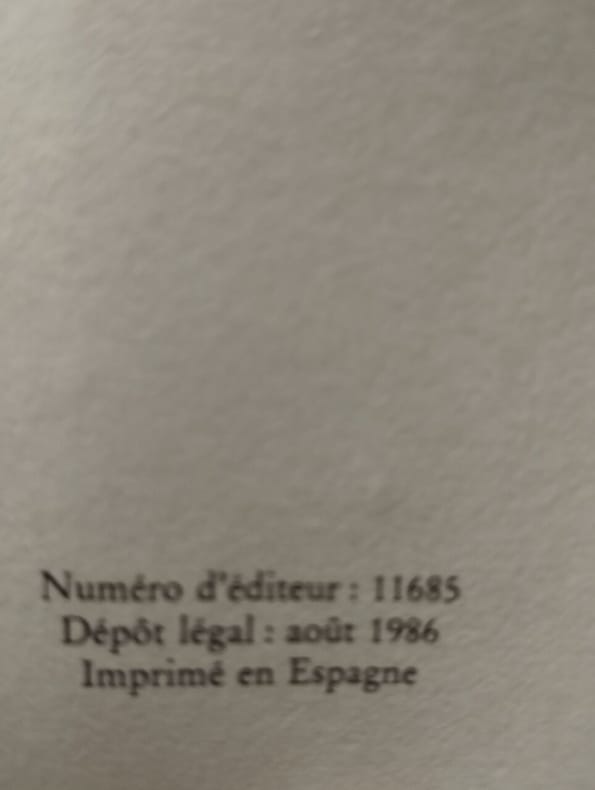 Numéro d'éditeur : 11685
Dépôt légal : août 1986
Imprimé en Espagne